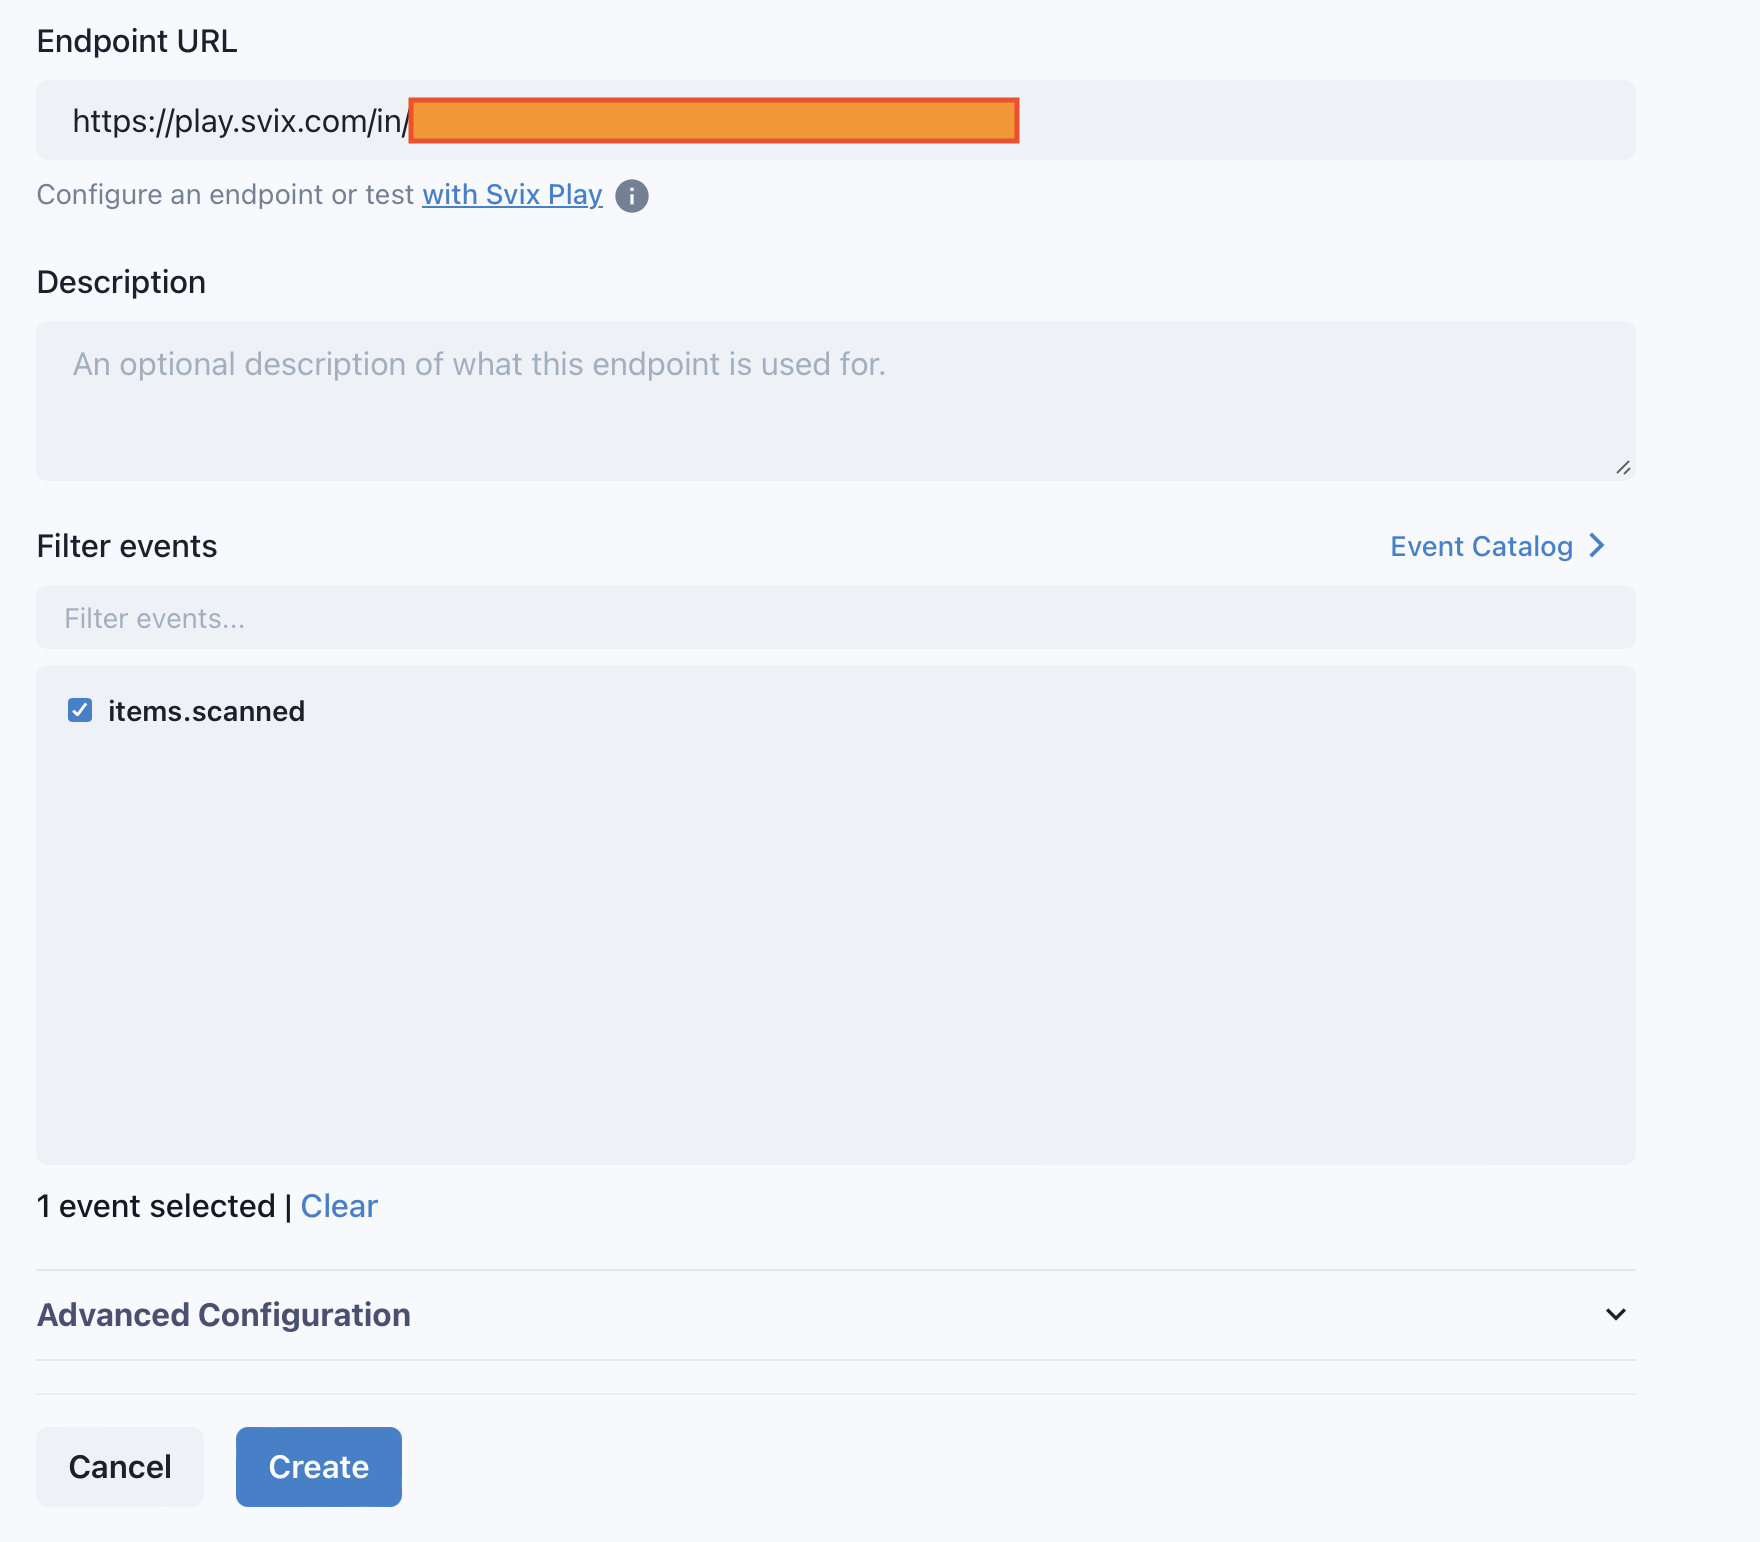 Endpoint URL
https://play.svix.com/in/
Configure an endpoint or test with Svix Play
Description
An optional description of what this endpoint is used for.
Filter events
Event Catalog
Filter events...
items.scanned
1 event selected | Clear
Advanced Configuration
Cancel
Create